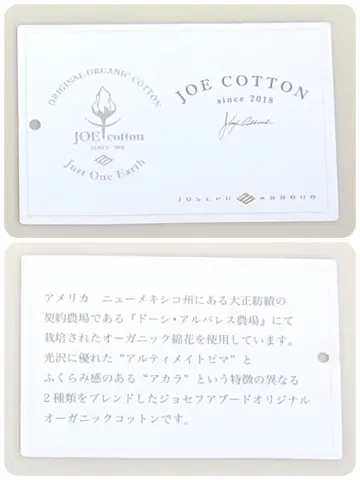 ORIGINAL ORGANIC COTTON
JOE cotton
SINCE 2018
Just One Earth
JOE COTTON
since 2018
JOSEPH ABBOUD
アメリカ　ニューメキシコ州にある大正紡績の
契約農場である『ドーシ・アルバレス農場』にて
栽培されたオーガニック綿花を使用しています。
光沢に優れた“アルティメイトピマ”と
ふくらみ感のある“アカラ”という特徴の異なる
2種類をブレンドしたジョセフアブードオリジナル
オーガニックコットンです。